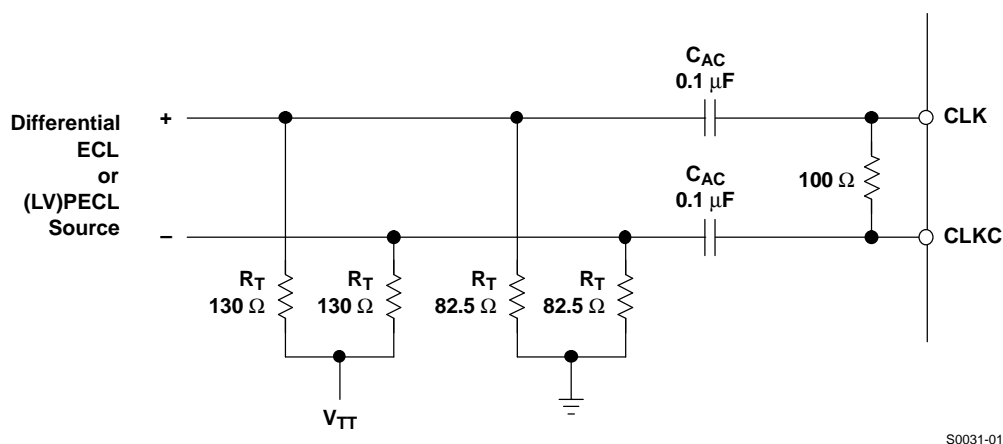 C_AC
0.1 μF
CLK
Differential
ECL
or
(LV)PECL
Source
+
C_AC
0.1 μF
100 Ω
−
CLKC
R_T
130 Ω
R_T
130 Ω
R_T
82.5 Ω
R_T
82.5 Ω
V_TT
S0031-01